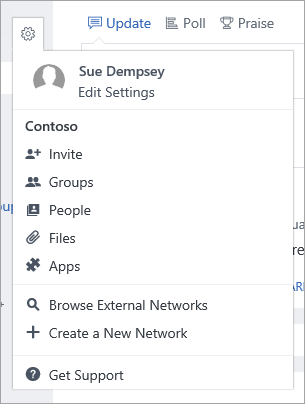 Update Poll Praise
Sue Dempsey
Edit Settings
Contoso
Invite
Groups
People
Files
Apps
Browse External Networks
Create a New Network
Get Support